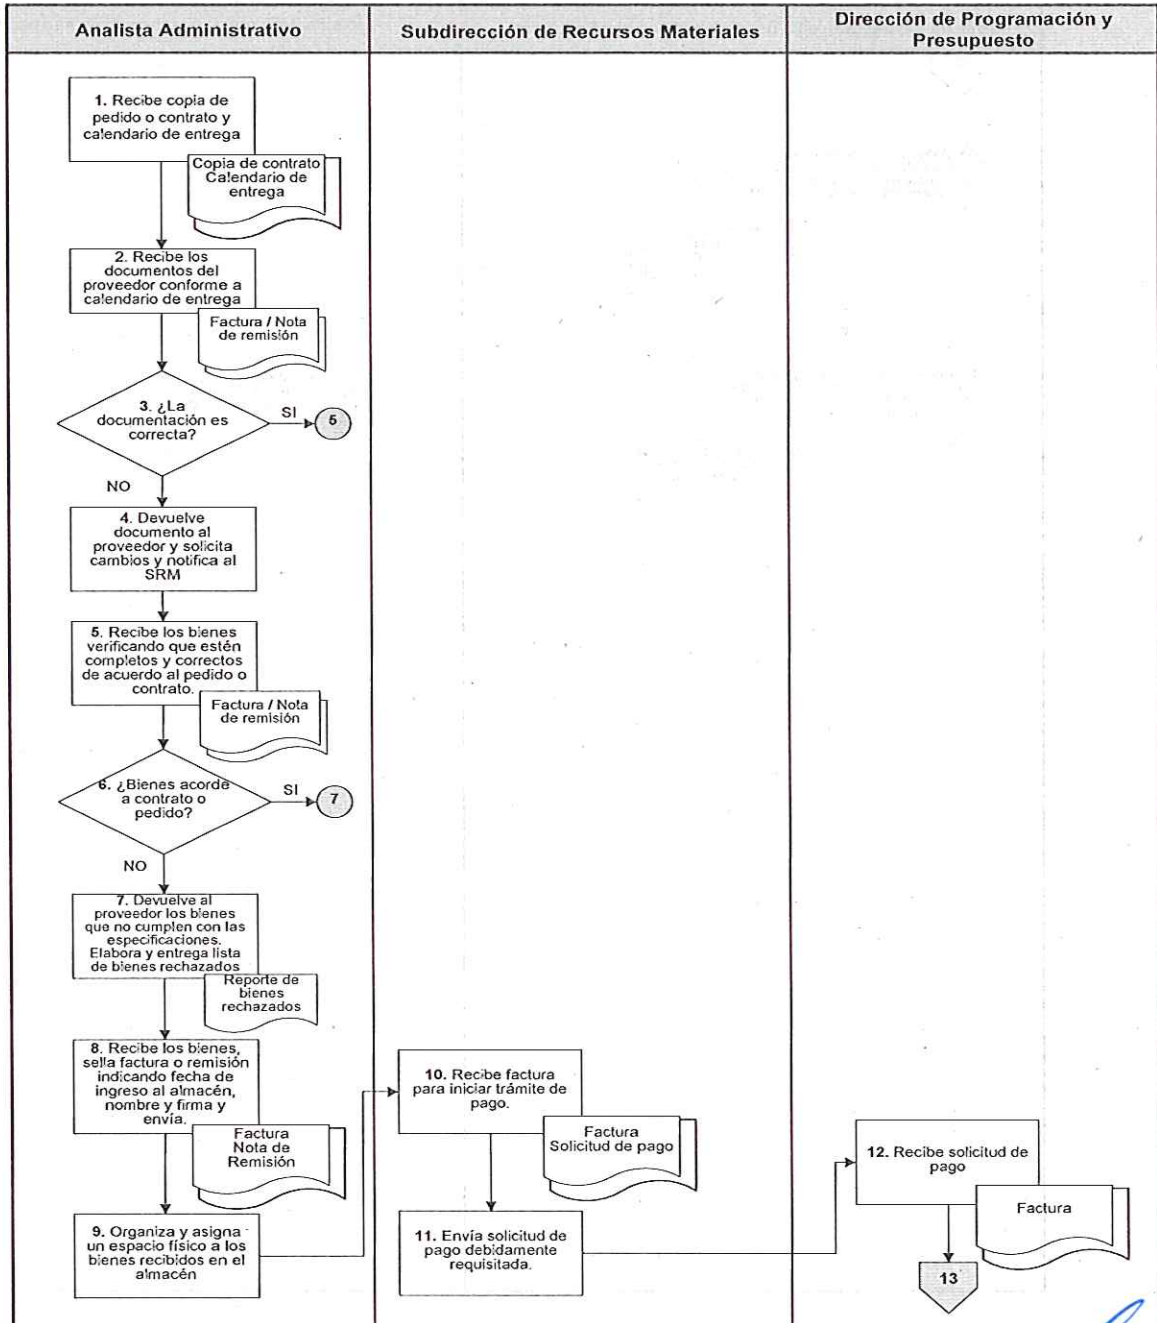 Analista Administrativo
Subdirección de Recursos Materiales
Dirección de Programación y
Presupuesto
1. Recibe copia de
pedido o contrato y
calendario de entrega
Copia de contrato
Calendario de
entrega
2. Recibe los
documentos del
proveedor conforme a
calendario de entrega
Factura / Nota
de remisión
3. ¿La
documentación es
correcta?
SI
5
NO
4. Devuelve
documento al
proveedor y solicita
cambios y notifica al
SRM
5. Recibe los bienes
verificando que estén
completos y correctos
de acuerdo al pedido o
contrato.
Factura / Nota
de remisión
6. ¿Bienes acorde
a contrato o
pedido?
SI
7
NO
7. Devuelve al
proveedor los bienes
que no cumplen con las
especificaciones.
Elabora y entrega lista
de bienes rechazados
Reporte de
bienes
rechazados
8. Recibe los bienes,
sella factura o remisión
indicando fecha de
ingreso al almacén,
nombre y firma y
envía.
Factura
Nota de
Remisión
9. Organiza y asigna
un espacio físico a los
bienes recibidos en el
almacén
10. Recibe factura
para iniciar trámite de
pago.
Factura
Solicitud de pago
11. Envía solicitud de
pago debidamente
requisitada.
12. Recibe solicitud de
pago
Factura
13